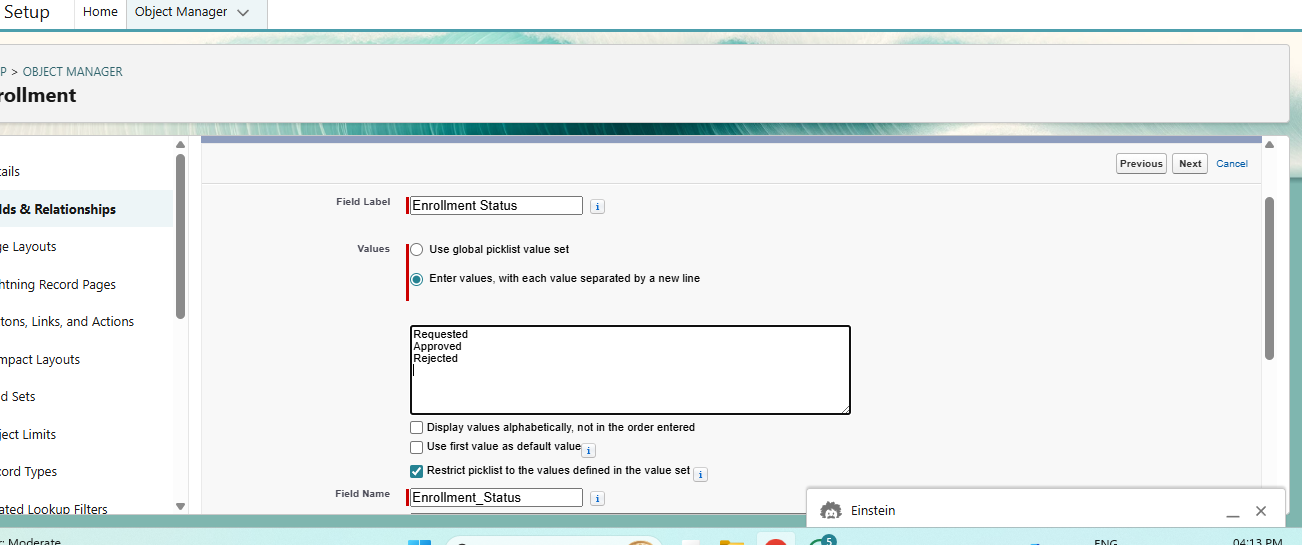 Setup
Home
Object Manager
P > OBJECT MANAGER
rollment
tails
lds & Relationships
ge Layouts
htning Record Pages
tons, Links, and Actions
mpact Layouts
d Sets
ject Limits
cord Types
ated Lookup Filters
Previous
Next
Cancel
Field Label
Enrollment Status
i
Values
Use global picklist value set
Enter values, with each value separated by a new line
Requested
Approved
Rejected
Display values alphabetically, not in the order entered
Use first value as default value
i
Restrict picklist to the values defined in the value set
i
Field Name
Enrollment_Status
i
Einstein
r: Moderate
5
ENG
04:13 PM